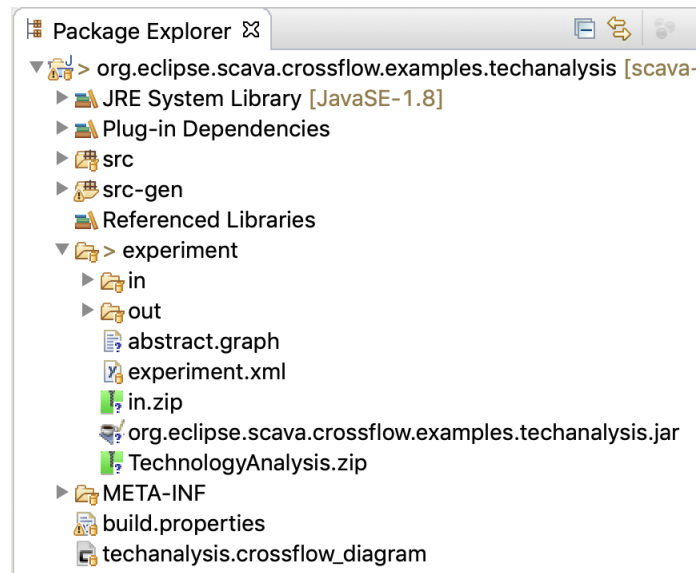 Package Explorer
> org.eclipse.scava.crossflow.examples.techanalysis [scava-
JRE System Library [JavaSE-1.8]
Plug-in Dependencies
src
src-gen
Referenced Libraries
> experiment
in
out
abstract.graph
experiment.xml
in.zip
org.eclipse.scava.crossflow.examples.techanalysis.jar
TechnologyAnalysis.zip
META-INF
build.properties
techanalysis.crossflow_diagram